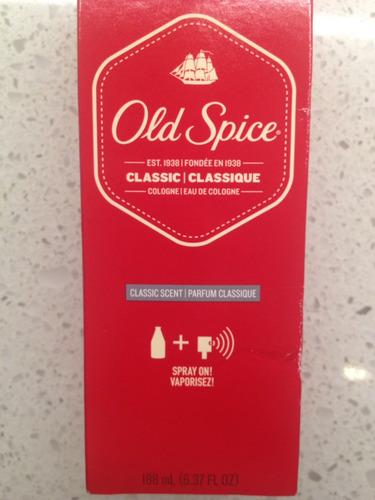 Old Spice®
EST. 1938 | FONDÉE EN 1938
CLASSIC | CLASSIQUE
COLOGNE | EAU DE COLOGNE
CLASSIC SCENT | PARFUM CLASSIQUE
+
SPRAY ON!
VAPORISEZ!
188 mL (6.37 FL OZ)